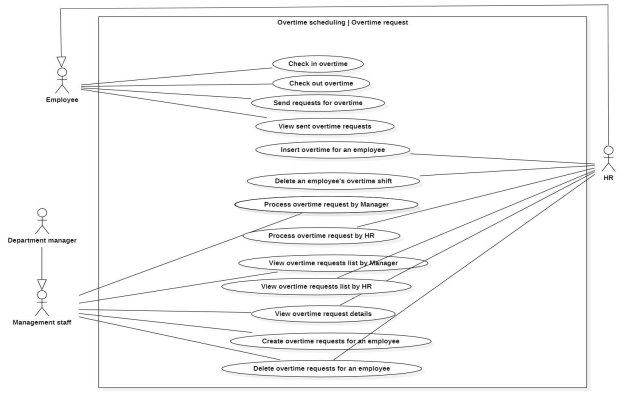 Overtime scheduling | Overtime request
Check in overtime
Check out overtime
Employee
Send requests for overtime
View sent overtime requests
Insert overtime for an employee
HR
Delete an employee's overtime shift
Process overtime request by Manager
Process overtime request by HR
Department manager
View overtime requests list by Manager
View overtime requests list by HR
View overtime request details
Management staff
Create overtime requests for an employee
Delete overtime requests for an employee